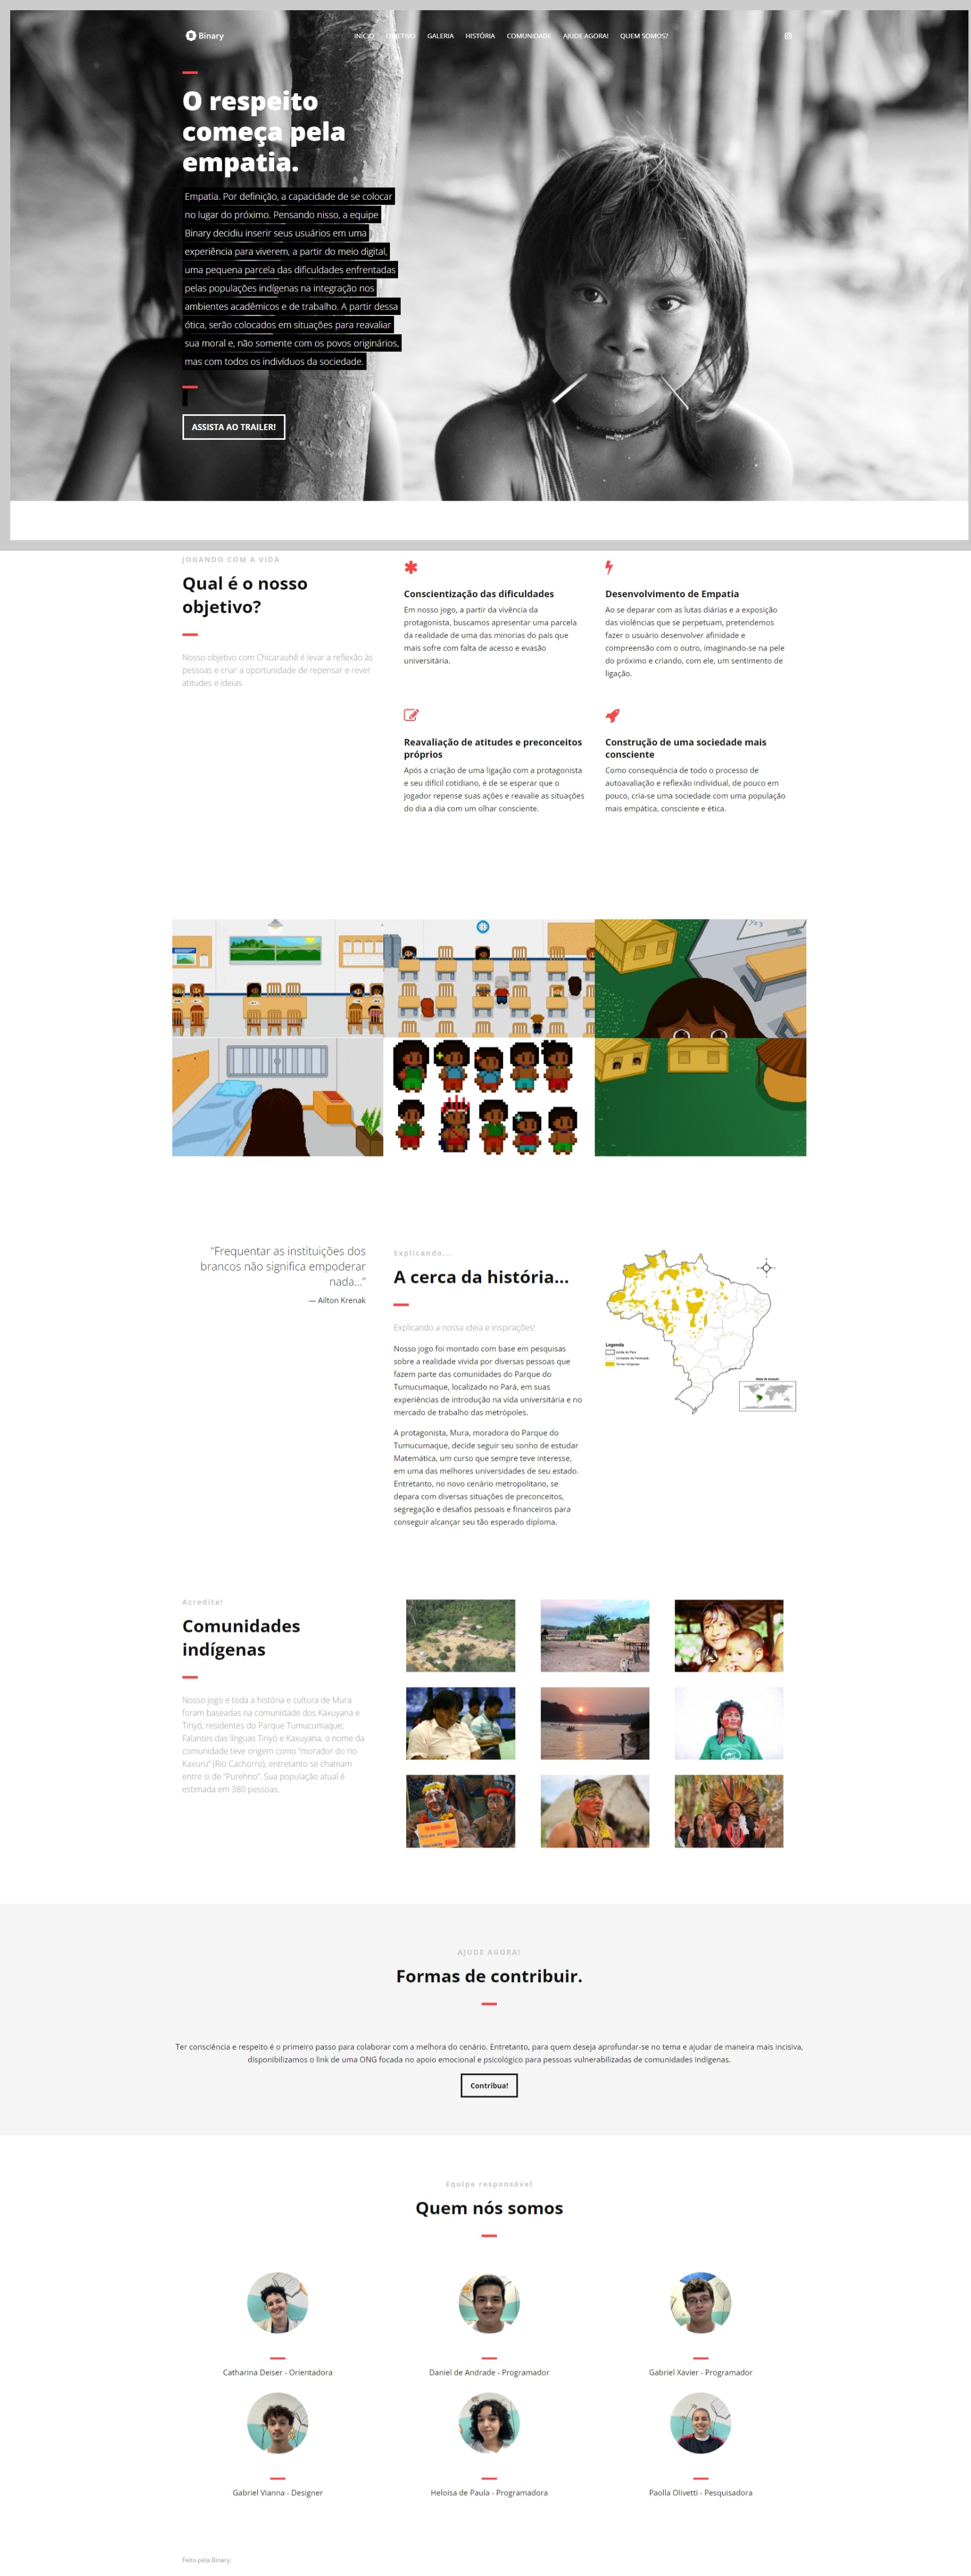 Binary
INÍCIO OBJETIVO GALERIA HISTÓRIA COMUNIDADE AJUDE AGORA! QUEM SOMOS?
O respeito
começa pela
empatia.
Empatia. Por definição, a capacidade de se colocar
no lugar do próximo. Pensando nisso, a equipe
Binary decidiu inserir seus usuários em uma
experiência para viverem, a partir do meio digital,
uma pequena parcela das dificuldades enfrentadas
pelas populações indígenas na integração nos
ambientes acadêmicos e de trabalho. A partir dessa
ótica, serão colocados em situações para reavaliar
sua moral e, não somente com os povos originários,
mas com todos os indivíduos da sociedade.
ASSISTA AO TRAILER!
JOGANDO COM A VIDA
Qual é o nosso
objetivo?
Nosso objetivo com Chicarauhê é levar a reflexão às
pessoas e criar a oportunidade de repensar e rever
atitudes e ideias.
Conscientização das dificuldades
Em nosso jogo, a partir da vivência da
protagonista, buscamos apresentar uma parcela
da realidade de uma das minorias do país que
mais sofre com falta de acesso e evasão
universitária.
Desenvolvimento de Empatia
Ao se deparar com as lutas diárias e a exposição
das violências que se perpetuam, pretendemos
fazer o usuário desenvolver afinidade e
compreensão com o outro, imaginando-se na pele
do próximo e criando, com ele, um sentimento de
ligação.
Reavaliação de atitudes e preconceitos
próprios
Após a criação de uma ligação com a protagonista
e seu difícil cotidiano, é de se esperar que o
jogador repense suas ações e reavalie as situações
do dia a dia com um olhar consciente.
Construção de uma sociedade mais
consciente
Como consequência de todo o processo de
autoavaliação e reflexão individual, de pouco em
pouco, cria-se uma sociedade com uma população
mais empática, consciente e ética.
“Frequentar as instituições dos
brancos não significa empoderar
nada...”
— Ailton Krenak
Explicando...
A cerca da história...
Explicando a nossa ideia e inspirações!
Nosso jogo foi montado com base em pesquisas
sobre a realidade vivida por diversas pessoas que
fazem parte das comunidades do Parque do
Tumucumaque, localizado no Pará, em suas
experiências de introdução na vida universitária e no
mercado de trabalho das metrópoles.
A protagonista, Mura, moradora do Parque do
Tumucumaque, decide seguir seu sonho de estudar
Matemática, um curso que sempre teve interesse,
em uma das melhores universidades de seu estado.
Entretanto, no novo cenário metropolitano, se
depara com diversas situações de preconceitos,
segregação e desafios pessoais e financeiros para
conseguir alcançar seu tão esperado diploma.
Legenda
Acredite!
Comunidades
indígenas
Nosso jogo e toda a história e cultura de Mura
foram baseadas na comunidade dos Kaxuyana e
Tiriyó, residentes do Parque Tumucumaque;
Falantes das línguas Tiriyó e Kaxuyana, o nome da
comunidade teve origem como “morador do rio
Kaxuru” (Rio Cachorro), entretanto se chamam
entre si de “Purehno”. Sua população atual é
estimada em 380 pessoas.
AJUDE AGORA!
Formas de contribuir.
Ter consciência e respeito é o primeiro passo para colaborar com a melhora do cenário. Entretanto, para quem deseja aprofundar-se no tema e ajudar de maneira mais incisiva,
disponibilizamos o link de uma ONG focada no apoio emocional e psicológico para pessoas vulnerabilizadas de comunidades indígenas.
Contribua!
Equipe responsável
Quem nós somos
Catharina Deiser - Orientadora
Daniel de Andrade - Programador
Gabriel Xavier - Programador
Gabriel Vianna - Designer
Heloísa de Paula - Programadora
Paolla Olivetti - Pesquisadora
Feito pela Binary.